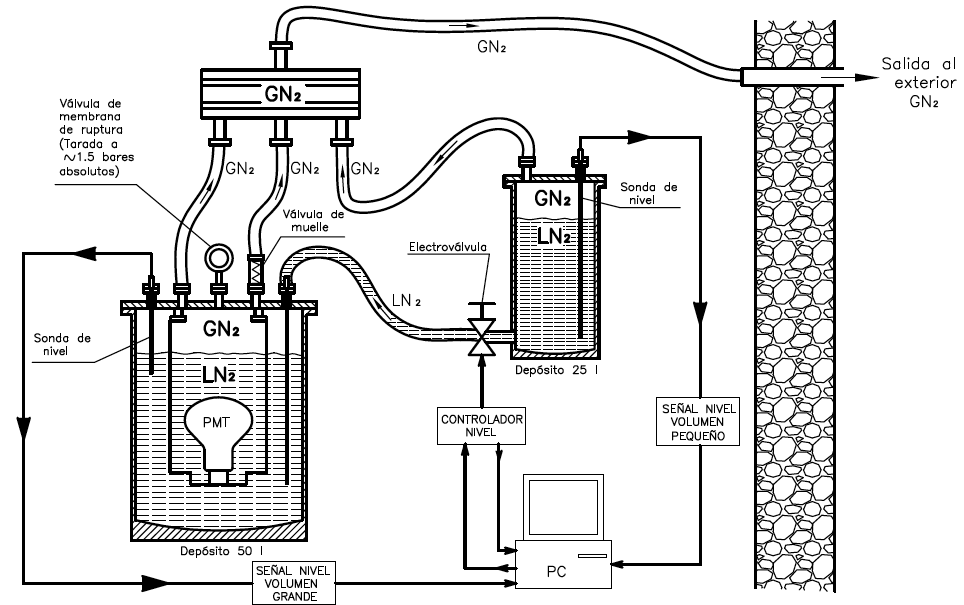 GN₂
Salida al
exterior
GN₂
GN₂
Válvula de
membrana
de ruptura
(Tarada a
~1.5 bares
absolutos)
GN₂
GN₂
GN₂
Sonda de
nivel
GN₂
LN₂
Válvula de
muelle
Electroválvula
LN₂
Sonda de
nivel
GN₂
LN₂
PMT
Depósito 25 l
CONTROLADOR
NIVEL
SEÑAL NIVEL
VOLUMEN
PEQUEÑO
Depósito 50 l
SEÑAL NIVEL
VOLUMEN
GRANDE
PC